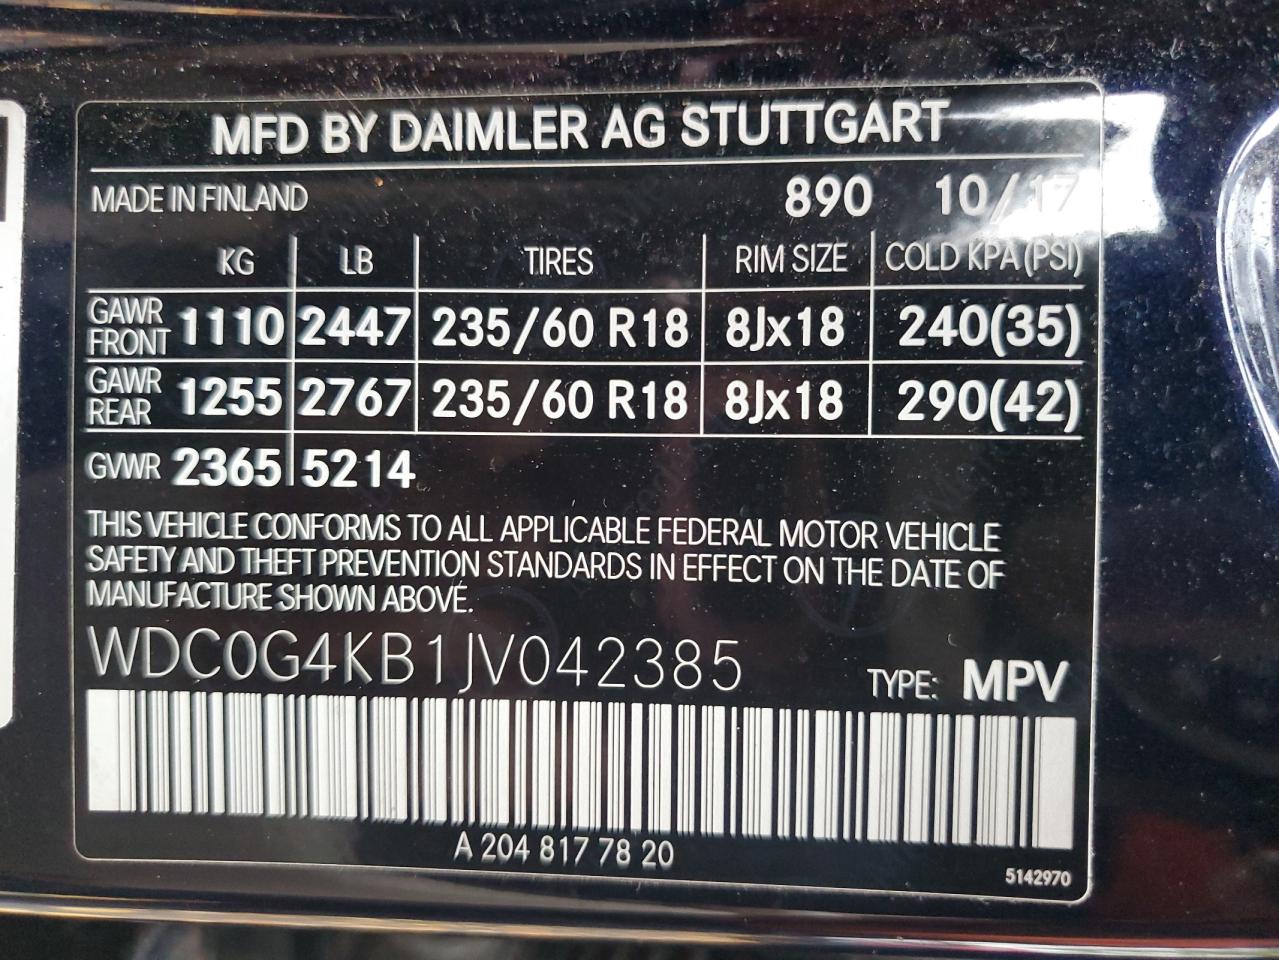 MFD BY DAIMLER AG STUTTGART
MADE IN FINLAND 890 10/17
KG LB TIRES RIM SIZE COLD KPA (PSI)
GAWR FRONT 1110 2447 235/60 R18 8Jx18 240(35)
GAWR REAR 1255 2767 235/60 R18 8Jx18 290(42)
GVWR 2365 5214
THIS VEHICLE CONFORMS TO ALL APPLICABLE FEDERAL MOTOR VEHICLE
SAFETY AND THEFT PREVENTION STANDARDS IN EFFECT ON THE DATE OF
MANUFACTURE SHOWN ABOVE.
WDC0G4KB1JV042385 TYPE: MPV
A 204 817 78 20
5142970